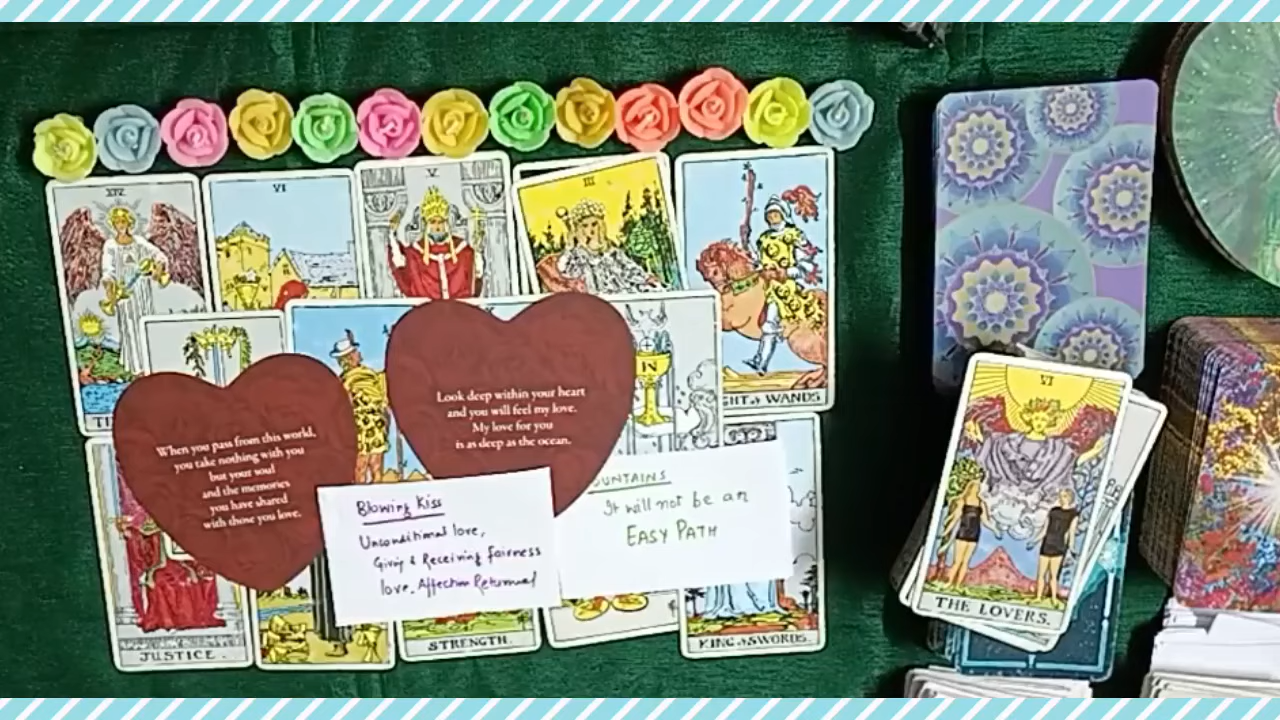 XIV
VI
V
III
GHT of WANDS
When you pass from this world,
you take nothing with you
but your soul
and the memories
you have shared
with those you love.
Look deep within your heart
and you will feel my love.
My love for you
is as deep as the ocean.
Blowing Kiss
Unconditional love,
Giving & Receiving fairness
love, Affection Returned
OUNTAINS
It will not be an
EASY PATH
JUSTICE.
STRENGTH.
KING of SWORDS.
VI
THE LOVERS.